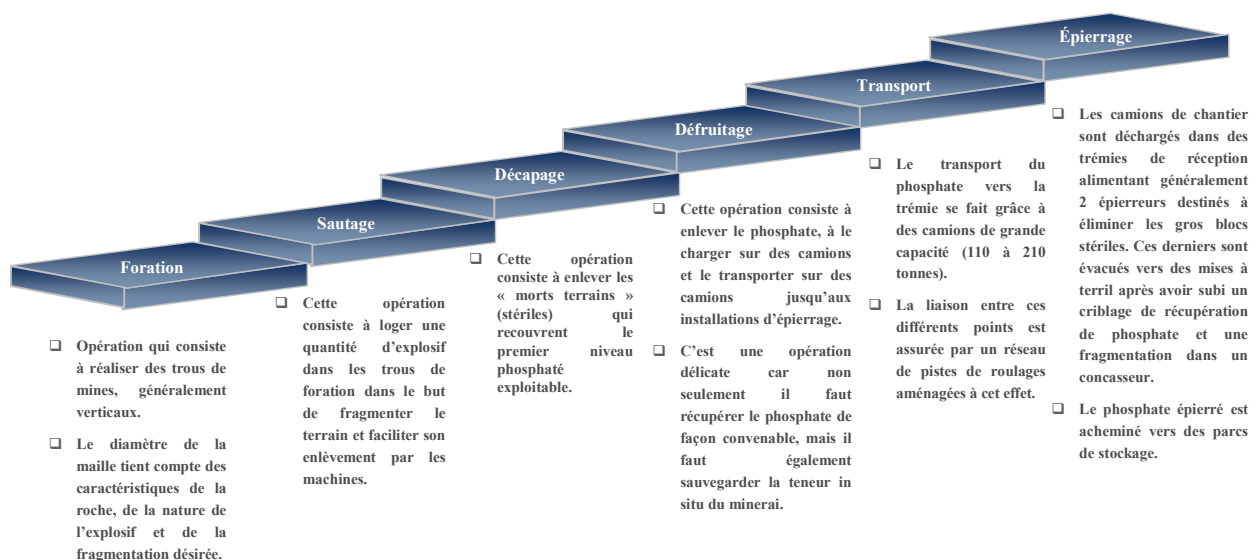 Foration
❑ Opération qui consiste
à réaliser des trous de
mines, généralement
verticaux.
❑ Le diamètre de la
maille tient compte des
caractéristiques de la
roche, de la nature de
l’explosif et de la
fragmentation désirée.
Sautage
❑ Cette opération
consiste à loger une
quantité d’explosif
dans les trous de
foration dans le but
de fragmenter le
terrain et faciliter son
enlèvement par les
machines.
Décapage
❑ Cette opération
consiste à enlever les
« morts terrains »
(stériles) qui
recouvrent le
premier niveau
phosphaté
exploitable.
Défruitage
❑ Cette opération consiste à
enlever le phosphate, à le
charger sur des camions
et le transporter sur des
camions jusqu’aux
installations d’épierrage.
❑ C’est une opération
délicate car non
seulement il faut
récupérer le phosphate de
façon convenable, mais il
faut également
sauvegarder la teneur in
situ du minerai.
Transport
❑ Le transport du
phosphate vers la
trémie se fait grâce à
des camions de grande
capacité (110 à 210
tonnes).
❑ La liaison entre ces
différents points est
assurée par un réseau
de pistes de roulages
aménagées à cet effet.
Épierrage
❑ Les camions de chantier
sont déchargés dans des
trémies de réception
alimentant généralement
2 épierreurs destinés à
éliminer les gros blocs
stériles. Ces derniers sont
évacués vers des mises à
terril après avoir subi un
criblage de récupération
de phosphate et une
fragmentation dans un
concasseur.
❑ Le phosphate épierré est
acheminé vers des parcs
de stockage.